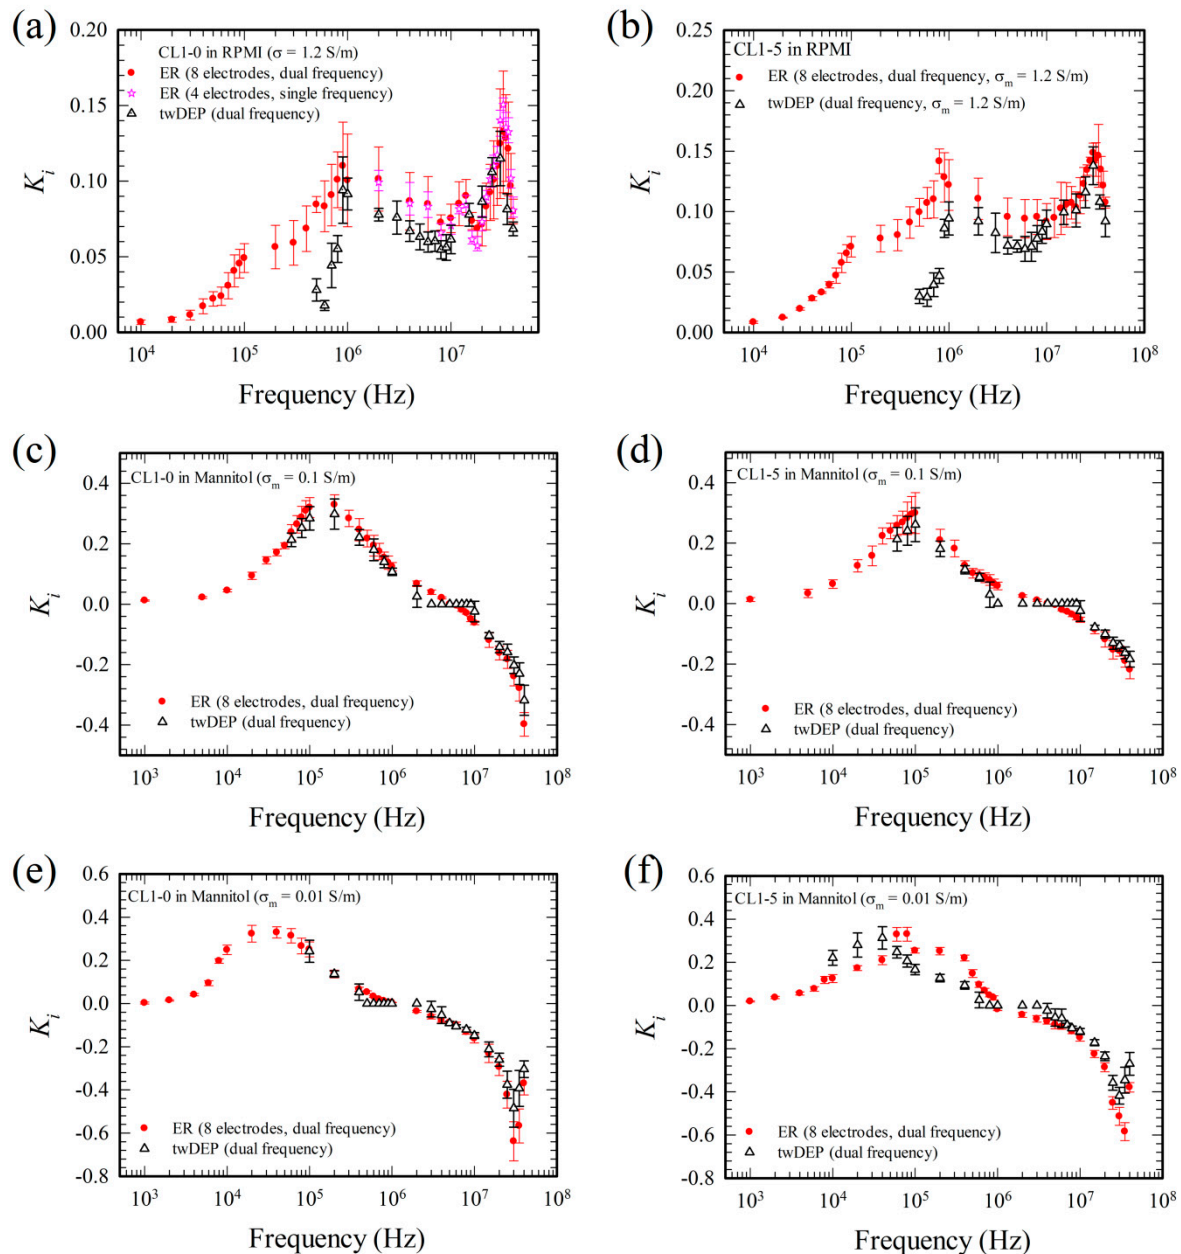 (a)
0.20
0.15
0.10
0.05
0.00
K_i
CL1-0 in RPMI (σ = 1.2 S/m)
ER (8 electrodes, dual frequency)
ER (4 electrodes, single frequency)
twDEP (dual frequency)
10^4 10^5 10^6 10^7
Frequency (Hz)
(b)
0.25
0.20
0.15
0.10
0.05
0.00
K_i
CL1-5 in RPMI
ER (8 electrodes, dual frequency, σ_m = 1.2 S/m)
twDEP (dual frequency, σ_m = 1.2 S/m)
10^4 10^5 10^6 10^7 10^8
Frequency (Hz)
(c)
0.4
0.2
0.0
-0.2
-0.4
K_i
CL1-0 in Mannitol (σ_m = 0.1 S/m)
ER (8 electrodes, dual frequency)
twDEP (dual frequency)
10^3 10^4 10^5 10^6 10^7 10^8
Frequency (Hz)
(d)
0.4
0.2
0.0
-0.2
-0.4
K_i
CL1-5 in Mannitol (σ_m = 0.1 S/m)
ER (8 electrodes, dual frequency)
twDEP (dual frequency)
10^3 10^4 10^5 10^6 10^7 10^8
Frequency (Hz)
(e)
0.6
0.4
0.2
0.0
-0.2
-0.4
-0.6
-0.8
K_i
CL1-0 in Mannitol (σ_m = 0.01 S/m)
ER (8 electrodes, dual frequency)
twDEP (dual frequency)
10^3 10^4 10^5 10^6 10^7 10^8
Frequency (Hz)
(f)
0.6
0.4
0.2
0.0
-0.2
-0.4
-0.6
-0.8
K_i
CL1-5 in Mannitol (σ_m = 0.01 S/m)
ER (8 electrodes, dual frequency)
twDEP (dual frequency)
10^3 10^4 10^5 10^6 10^7 10^8
Frequency (Hz)